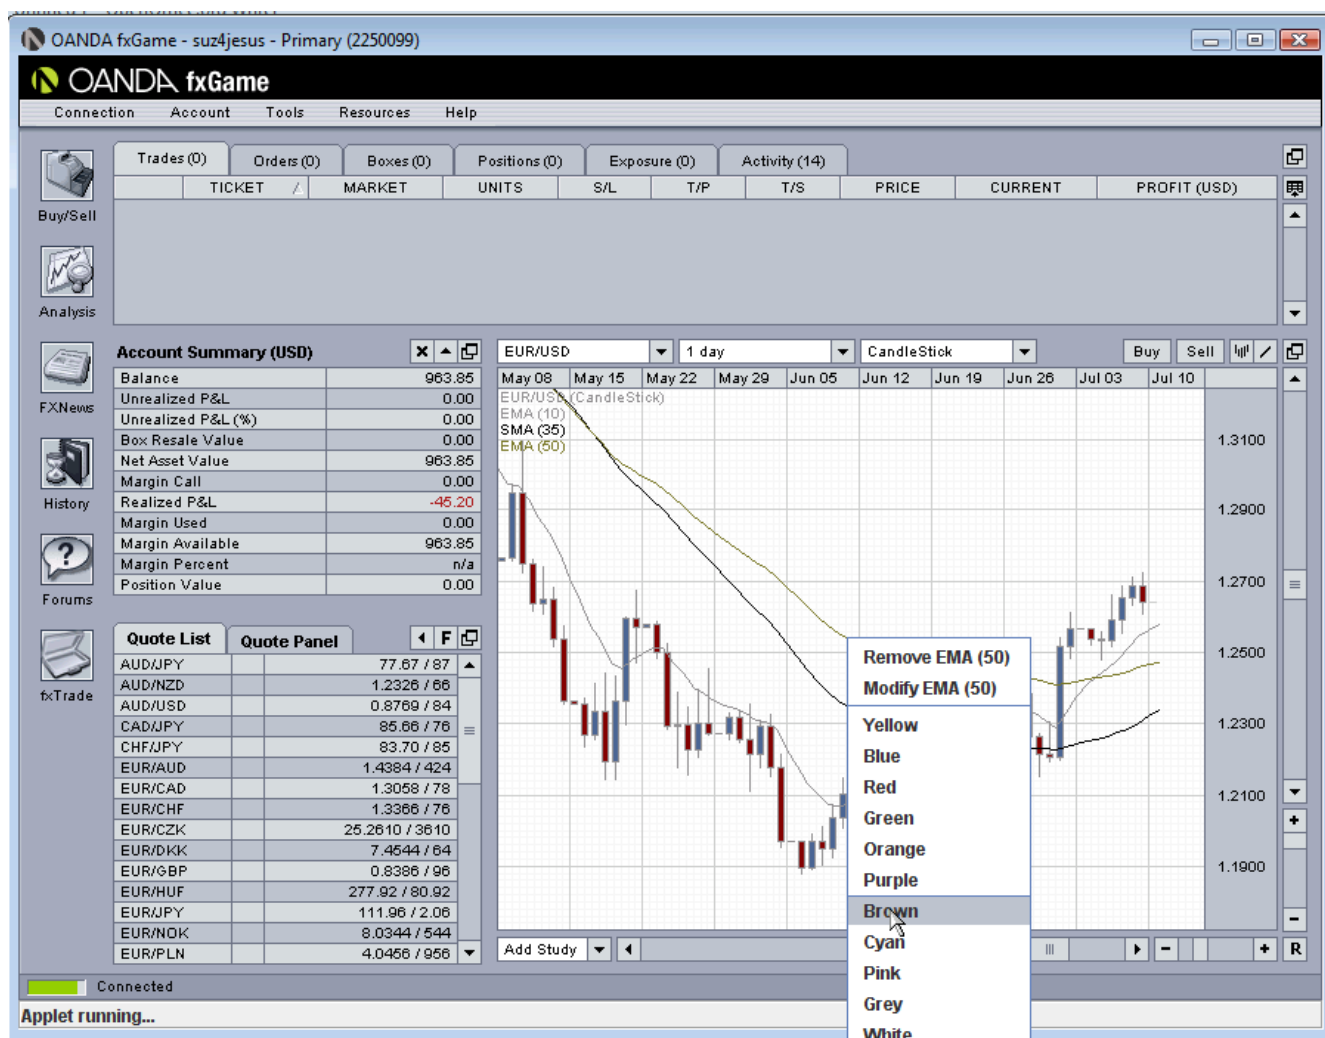 OANDA fxGame - suz4jesus - Primary (2250099)
OANDA fxGame
Connection Account Tools Resources Help
Trades (0) Orders (0) Boxes (0) Positions (0) Exposure (0) Activity (14)
TICKET MARKET UNITS S/L T/P T/S PRICE CURRENT PROFIT (USD)
Buy/Sell
Analysis
FXNews
History
Forums
fxTrade
Account Summary (USD)
Balance 963.85
Unrealized P&L 0.00
Unrealized P&L (%) 0.00
Box Resale Value 0.00
Net Asset Value 963.85
Margin Call 0.00
Realized P&L -45.20
Margin Used 0.00
Margin Available 963.85
Margin Percent n/a
Position Value 0.00
Quote List Quote Panel F
AUD/JPY 77.67 / 87
AUD/NZD 1.2326 / 66
AUD/USD 0.8769 / 84
CAD/JPY 85.66 / 76
CHF/JPY 83.70 / 85
EUR/AUD 1.4384 / 424
EUR/CAD 1.3058 / 78
EUR/CHF 1.3366 / 76
EUR/CZK 25.2610 / 3610
EUR/DKK 7.4544 / 64
EUR/GBP 0.8386 / 96
EUR/HUF 277.92 / 80.92
EUR/JPY 111.96 / 2.06
EUR/NOK 8.0344 / 544
EUR/PLN 4.0456 / 956
EUR/USD 1 day CandleStick Buy Sell
May 08 May 15 May 22 May 29 Jun 05 Jun 12 Jun 19 Jun 26 Jul 03 Jul 10
EUR/USD (CandleStick)
EMA (10)
SMA (35)
EMA (50)
1.3100
1.2900
1.2700
1.2500
1.2300
1.2100
1.1900
Remove EMA (50)
Modify EMA (50)
Yellow
Blue
Red
Green
Orange
Purple
Brown
Cyan
Pink
Grey
White
Add Study R
Connected
Applet running...